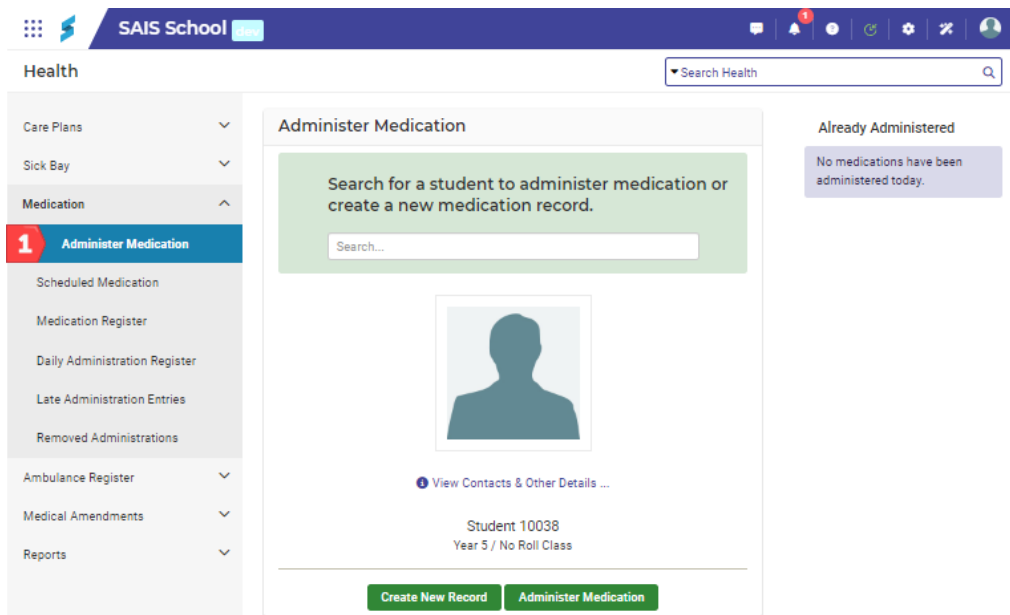 SAIS School dev
1
Health
Search Health
Care Plans
Sick Bay
Medication
1
Administer Medication
Scheduled Medication
Medication Register
Daily Administration Register
Late Administration Entries
Removed Administrations
Ambulance Register
Medical Amendments
Reports
Administer Medication
Search for a student to administer medication or
create a new medication record.
Search...
View Contacts & Other Details ...
Student 10038
Year 5 / No Roll Class
Create New Record
Administer Medication
Already Administered
No medications have been
administered today.